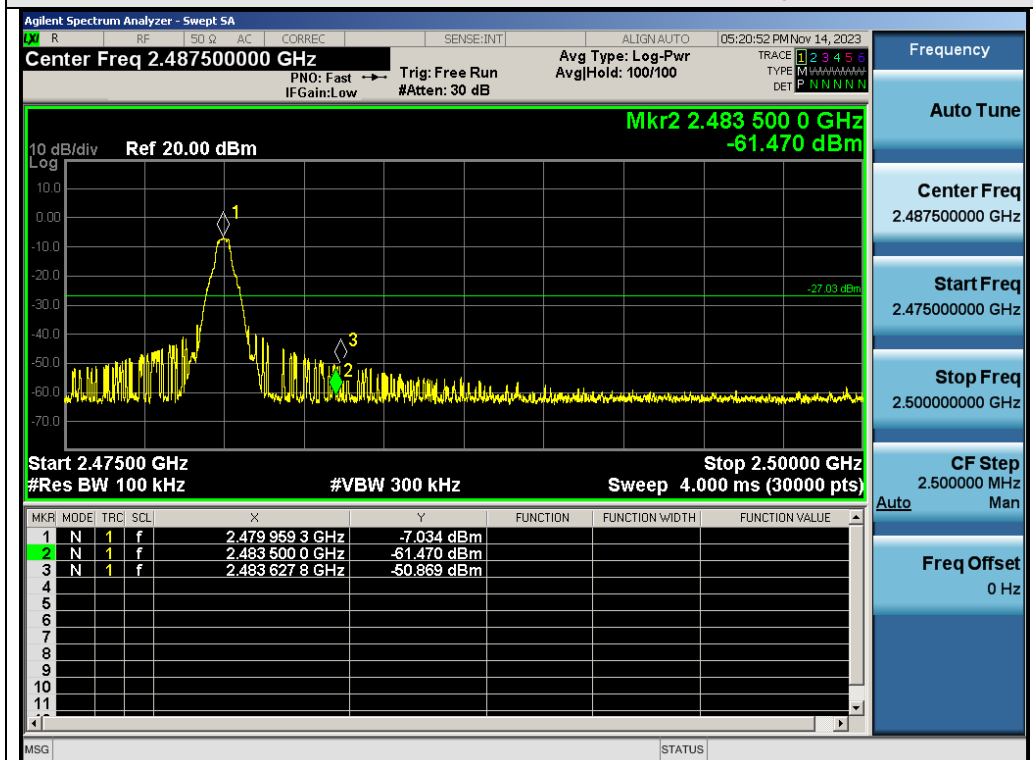 Agilent Spectrum Analyzer - Swept SA
LXI R RF 50 Ω AC CORREC SENSE:INT ALIGN AUTO 05:20:52 PM Nov 14, 2023
Center Freq 2.487500000 GHz
PNO: Fast
IFGain:Low
Trig: Free Run
#Atten: 30 dB
Avg Type: Log-Pwr
Avg|Hold: 100/100
TRACE 1 2 3 4 5 6
TYPE M
DET P N N N N N
Mkr2 2.483 500 0 GHz
-61.470 dBm
10 dB/div Ref 20.00 dBm
Log
10.0
0.00
-10.0
-20.0
-30.0
-40.0
-50.0
-60.0
-70.0
1
-27.03 dBm
3
2
Start 2.47500 GHz Stop 2.50000 GHz
#Res BW 100 kHz #VBW 300 kHz Sweep 4.000 ms (30000 pts)
MKR MODE TRC SCL X Y FUNCTION FUNCTION WIDTH FUNCTION VALUE
1 N 1 f 2.479 959 3 GHz -7.034 dBm
2 N 1 f 2.483 500 0 GHz -61.470 dBm
3 N 1 f 2.483 627 8 GHz -50.869 dBm
4
5
6
7
8
9
10
11
MSG STATUS
Frequency
Auto Tune
Center Freq
2.487500000 GHz
Start Freq
2.475000000 GHz
Stop Freq
2.500000000 GHz
CF Step
2.500000 MHz
Auto Man
Freq Offset
0 Hz